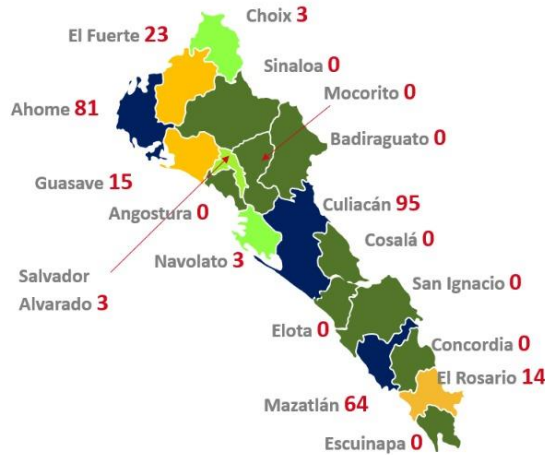 Choix 3
El Fuerte 23
Sinaloa 0
Mocorito 0
Ahome 81
Badiraguato 0
Guasave 15
Culiacán 95
Angostura 0
Cosalá 0
Navolato 3
Salvador
Alvarado 3
San Ignacio 0
Elota 0
Concordia 0
El Rosario 14
Mazatlán 64
Escuinapa 0